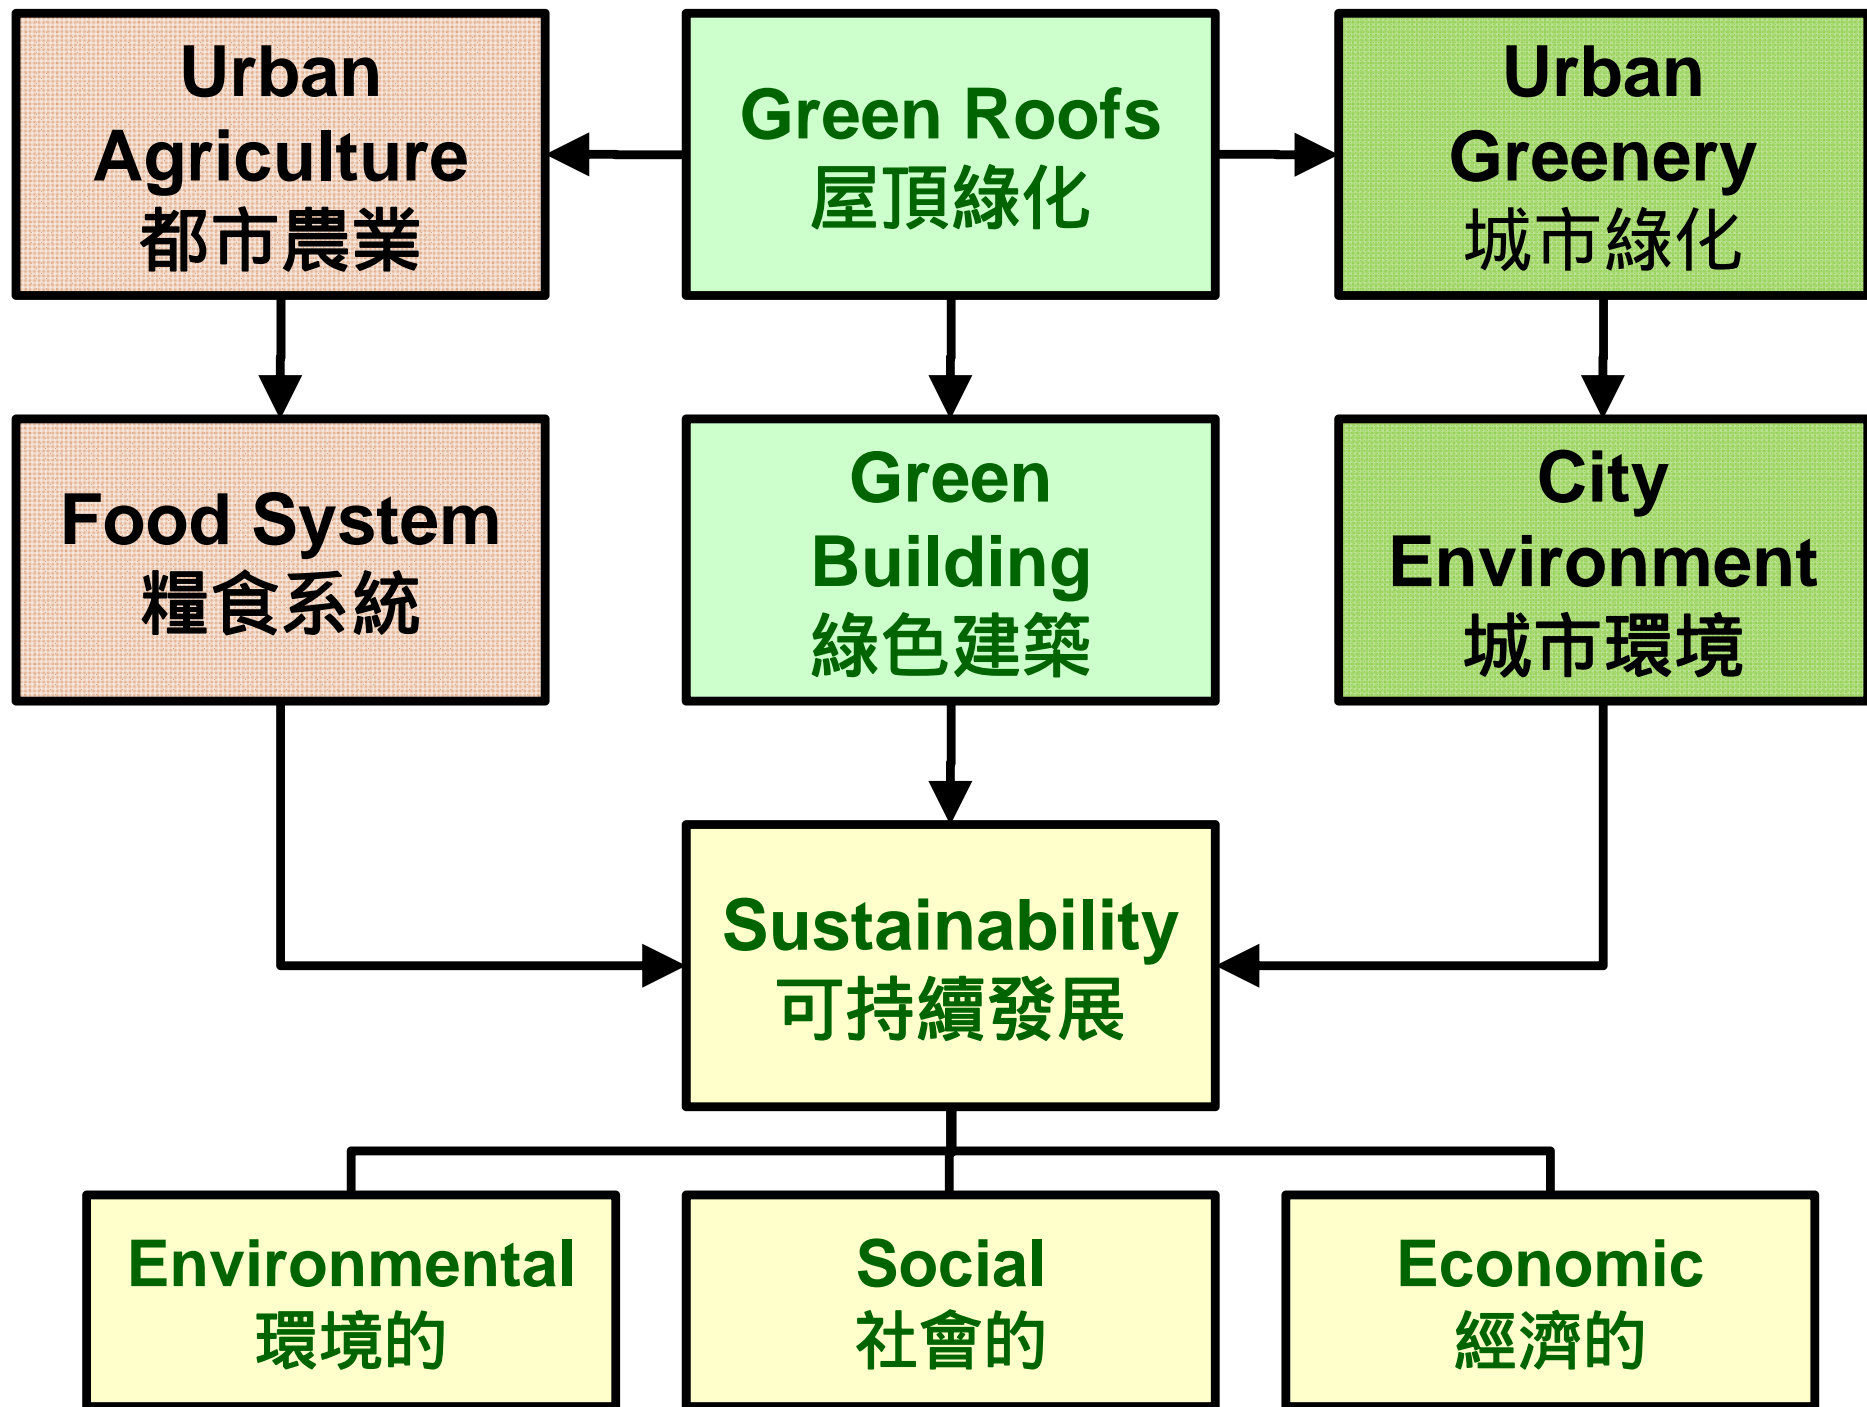 Urban
Agriculture
都市農業
Green Roofs
屋頂綠化
Urban
Greenery
城市綠化
Food System
糧食系統
Green
Building
綠色建築
City
Environment
城市環境
Sustainability
可持續發展
Environmental
環境的
Social
社會的
Economic
經濟的